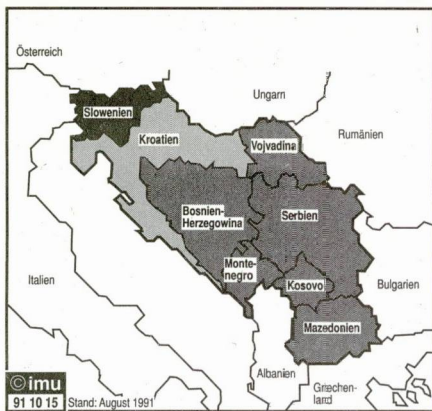 Österreich
Ungarn
Slowenien
Rumänien
Kroatien
Vojvadina
Bosnien-
Herzegowina
Serbien
Italien
Monte-
negro
Kosovo
Bulgarien
Mazedonien
Albanien
Griechen-
land
©imu
91 10 15 Stand: August 1991